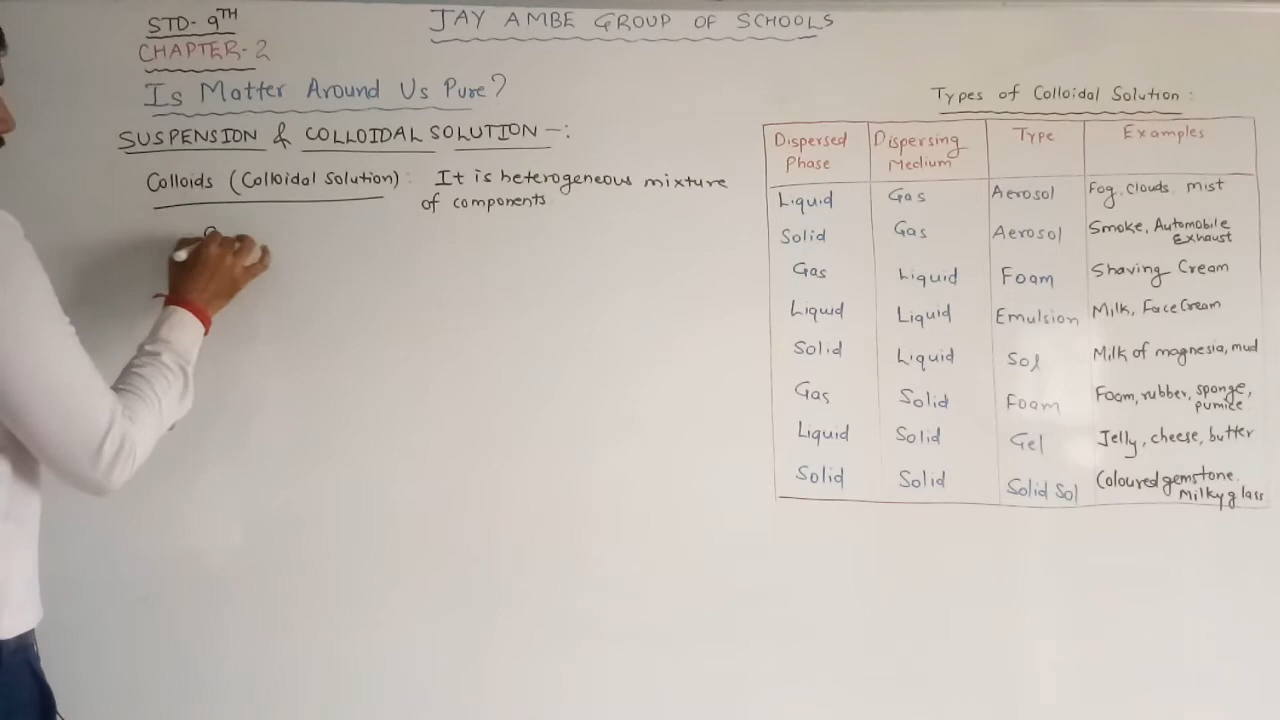 STD- 9TH
JAY AMBE GROUP OF SCHOOLS
CHAPTER-2
Is Matter Around Us Pure?
SUSPENSION & COLLOIDAL SOLUTION -:
Colloids (Colloidal Solution): It is heterogeneous mixture
of components
Types of Colloidal Solution:
Dispersed Phase Dispersing Medium Type Examples
Liquid Gas Aerosol Fog, clouds, mist
Solid Gas Aerosol Smoke, Automobile Exhaust
Gas Liquid Foam Shaving Cream
Liquid Liquid Emulsion Milk, Face Cream
Solid Liquid Sol Milk of magnesia, mud
Gas Solid Foam Foam, rubber, sponge, pumice
Liquid Solid Gel Jelly, cheese, butter
Solid Solid Solid Sol Coloured gemstone, Milky glass